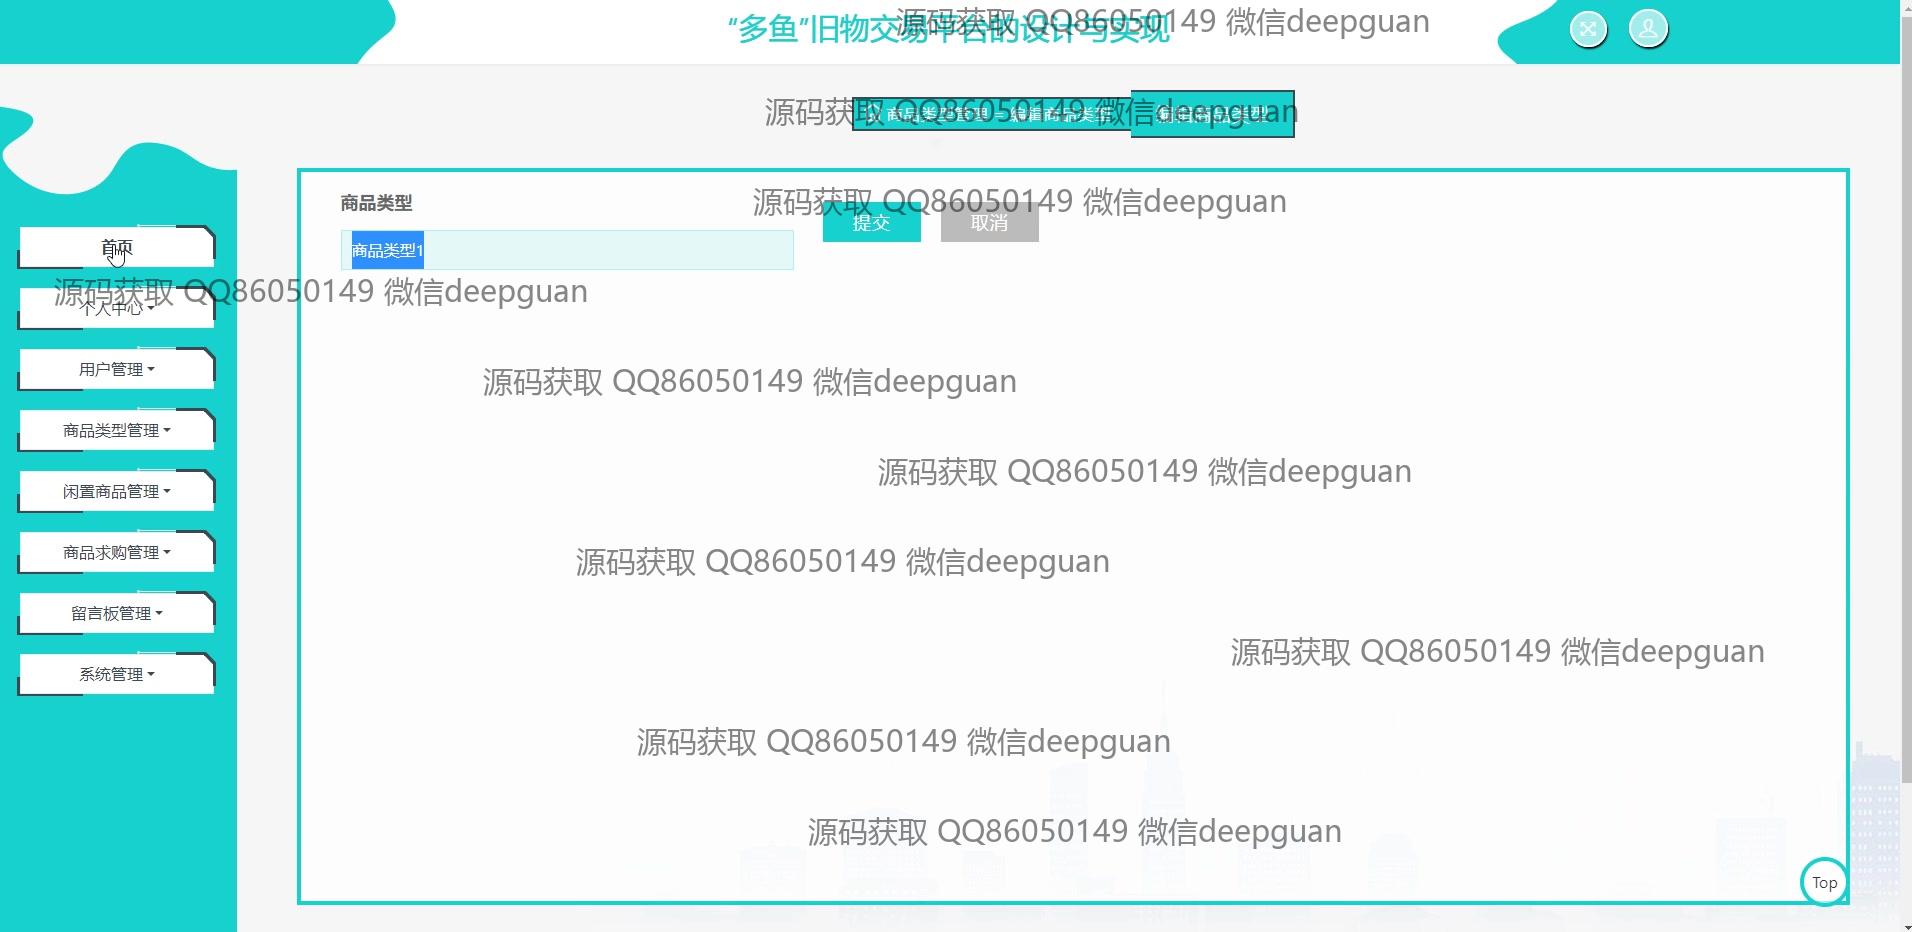 “多鱼”旧物交易平台的设计与实现
源码获取 QQ86050149 微信deepguan
源码获取 QQ86050149 微信deepguan
商品类型管理 - 编辑商品类型
编辑商品类型
商品类型
源码获取 QQ86050149 微信deepguan
提交
取消
商品类型1
首页
源码获取 QQ86050149 微信deepguan
个人中心
用户管理
源码获取 QQ86050149 微信deepguan
商品类型管理
源码获取 QQ86050149 微信deepguan
闲置商品管理
商品求购管理
源码获取 QQ86050149 微信deepguan
留言板管理
源码获取 QQ86050149 微信deepguan
系统管理
源码获取 QQ86050149 微信deepguan
源码获取 QQ86050149 微信deepguan
Top